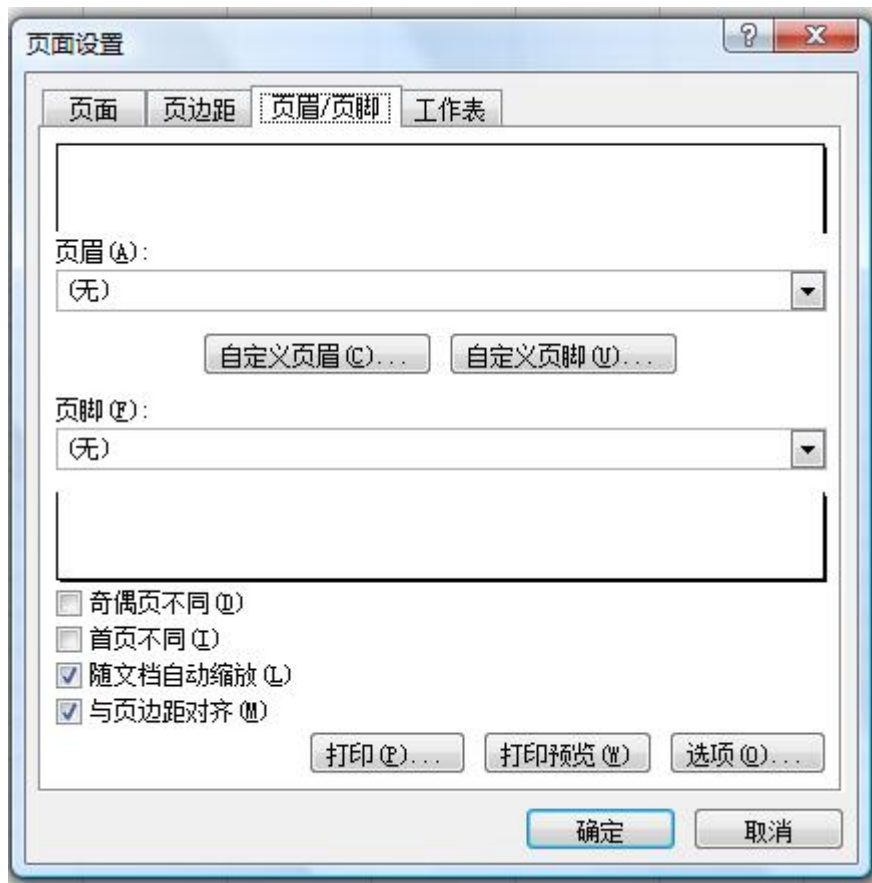 页面设置
页面 页边距 页眉/页脚 工作表
页眉(A):
(无)
自定义页眉(C)... 自定义页脚(U)...
页脚(F):
(无)
奇偶页不同(D)
首页不同(I)
随文档自动缩放(L)
与页边距对齐(M)
打印(P)... 打印预览(W) 选项(O)...
确定 取消